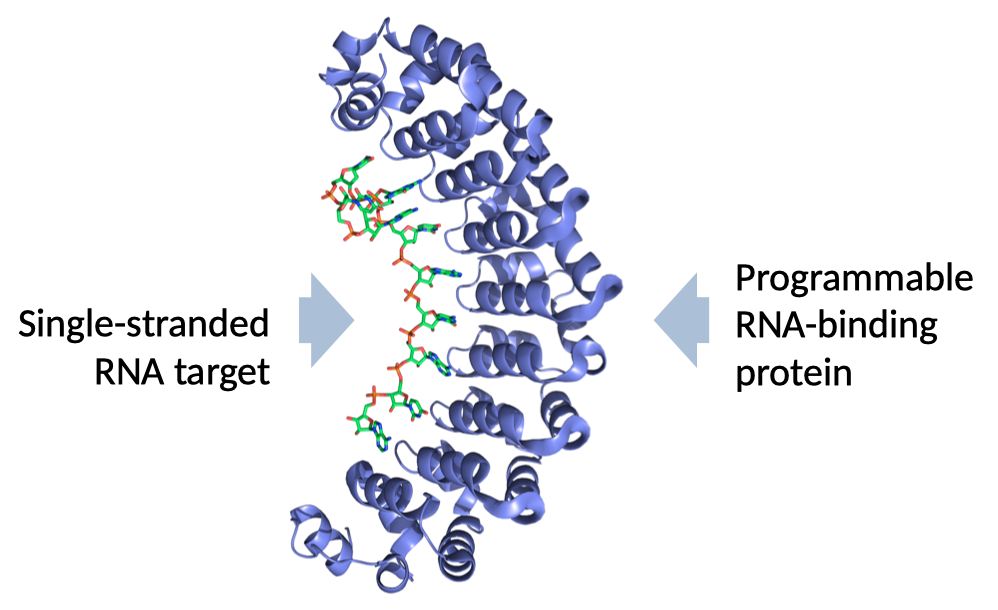 Single-stranded
RNA target
Programmable
RNA-binding
protein